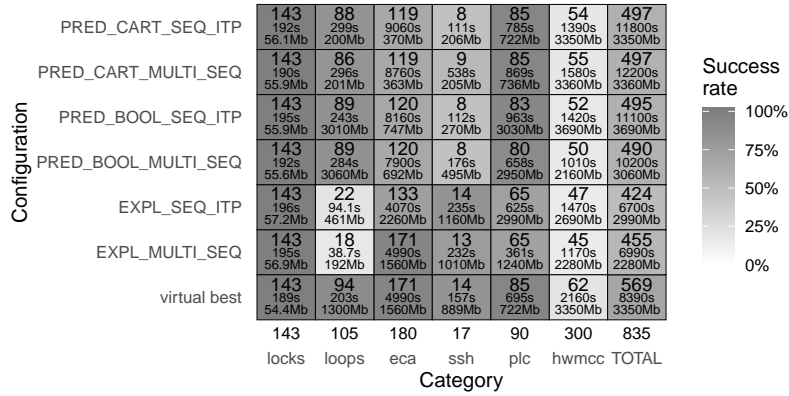 PRED_CART_SEQ_ITP 143 88 119 8 85 54 497
192s 299s 9060s 111s 785s 1390s 11800s
56.1Mb 200Mb 370Mb 206Mb 722Mb 3350Mb 3350Mb
PRED_CART_MULTI_SEQ 143 86 119 9 85 55 497
190s 296s 8760s 538s 869s 1580s 12200s
55.9Mb 201Mb 363Mb 205Mb 736Mb 3360Mb 3360Mb
PRED_BOOL_SEQ_ITP 143 89 120 8 83 52 495
195s 243s 8160s 112s 963s 1420s 11100s
55.9Mb 3010Mb 747Mb 270Mb 3030Mb 3690Mb 3690Mb
PRED_BOOL_MULTI_SEQ 143 89 120 8 80 50 490
192s 284s 7900s 176s 658s 1010s 10200s
55.6Mb 3060Mb 692Mb 495Mb 2950Mb 2160Mb 3060Mb
EXPL_SEQ_ITP 143 22 133 14 65 47 424
196s 94.1s 4070s 235s 625s 1470s 6700s
57.2Mb 461Mb 2260Mb 1160Mb 2990Mb 2690Mb 2990Mb
EXPL_MULTI_SEQ 143 18 171 13 65 45 455
195s 38.7s 4990s 232s 361s 1170s 6990s
56.9Mb 192Mb 1560Mb 1010Mb 1240Mb 2280Mb 2280Mb
virtual best 143 94 171 14 85 62 569
189s 203s 4990s 157s 695s 2160s 8390s
54.4Mb 1300Mb 1560Mb 889Mb 722Mb 3350Mb 3350Mb
143 105 180 17 90 300 835
locks loops eca ssh plc hwmcc TOTAL
Category
Configuration
Success
rate
100%
75%
50%
25%
0%